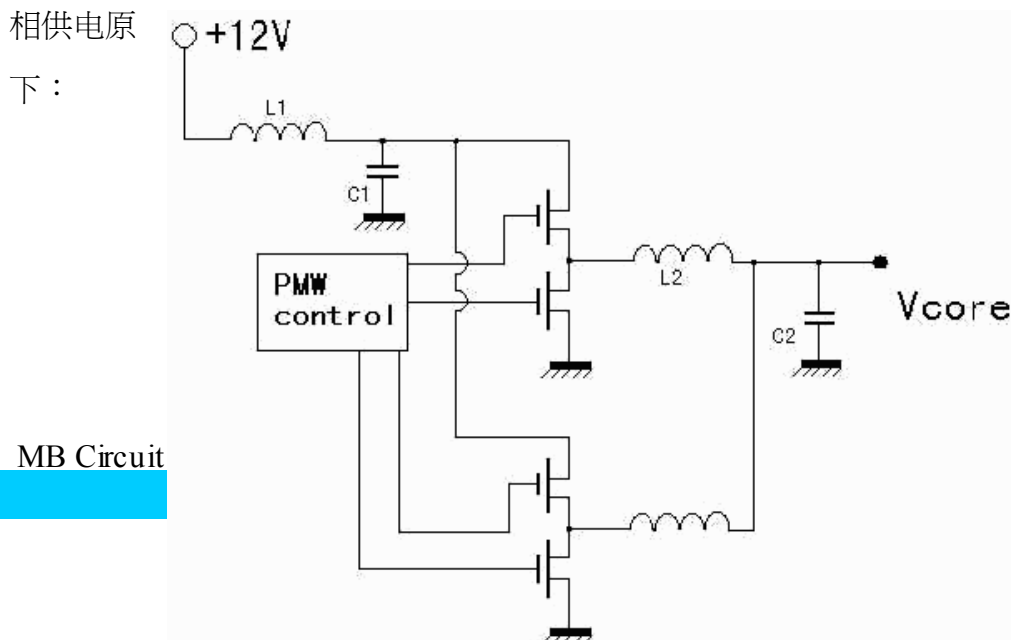 相供电原
下：
+12V
L1
C1
PMW
control
L2
Vcore
C2
MB Circuit